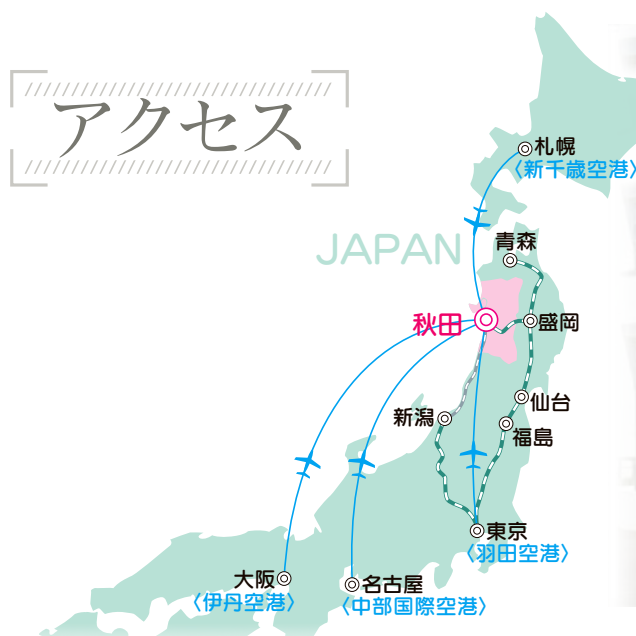 アクセス
札幌
〈新千歳空港〉
JAPAN
青森
秋田
盛岡
仙台
新潟
福島
東京
〈羽田空港〉
大阪
〈伊丹空港〉
名古屋
〈中部国際空港〉